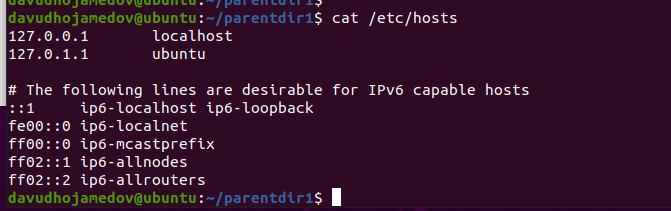 davudhojamedov@ubuntu:~/parentdir1$ cat /etc/hosts
127.0.0.1       localhost
127.0.1.1       ubuntu

# The following lines are desirable for IPv6 capable hosts
::1     ip6-localhost ip6-loopback
fe00::0 ip6-localnet
ff00::0 ip6-mcastprefix
ff02::1 ip6-allnodes
ff02::2 ip6-allrouters
davudhojamedov@ubuntu:~/parentdir1$